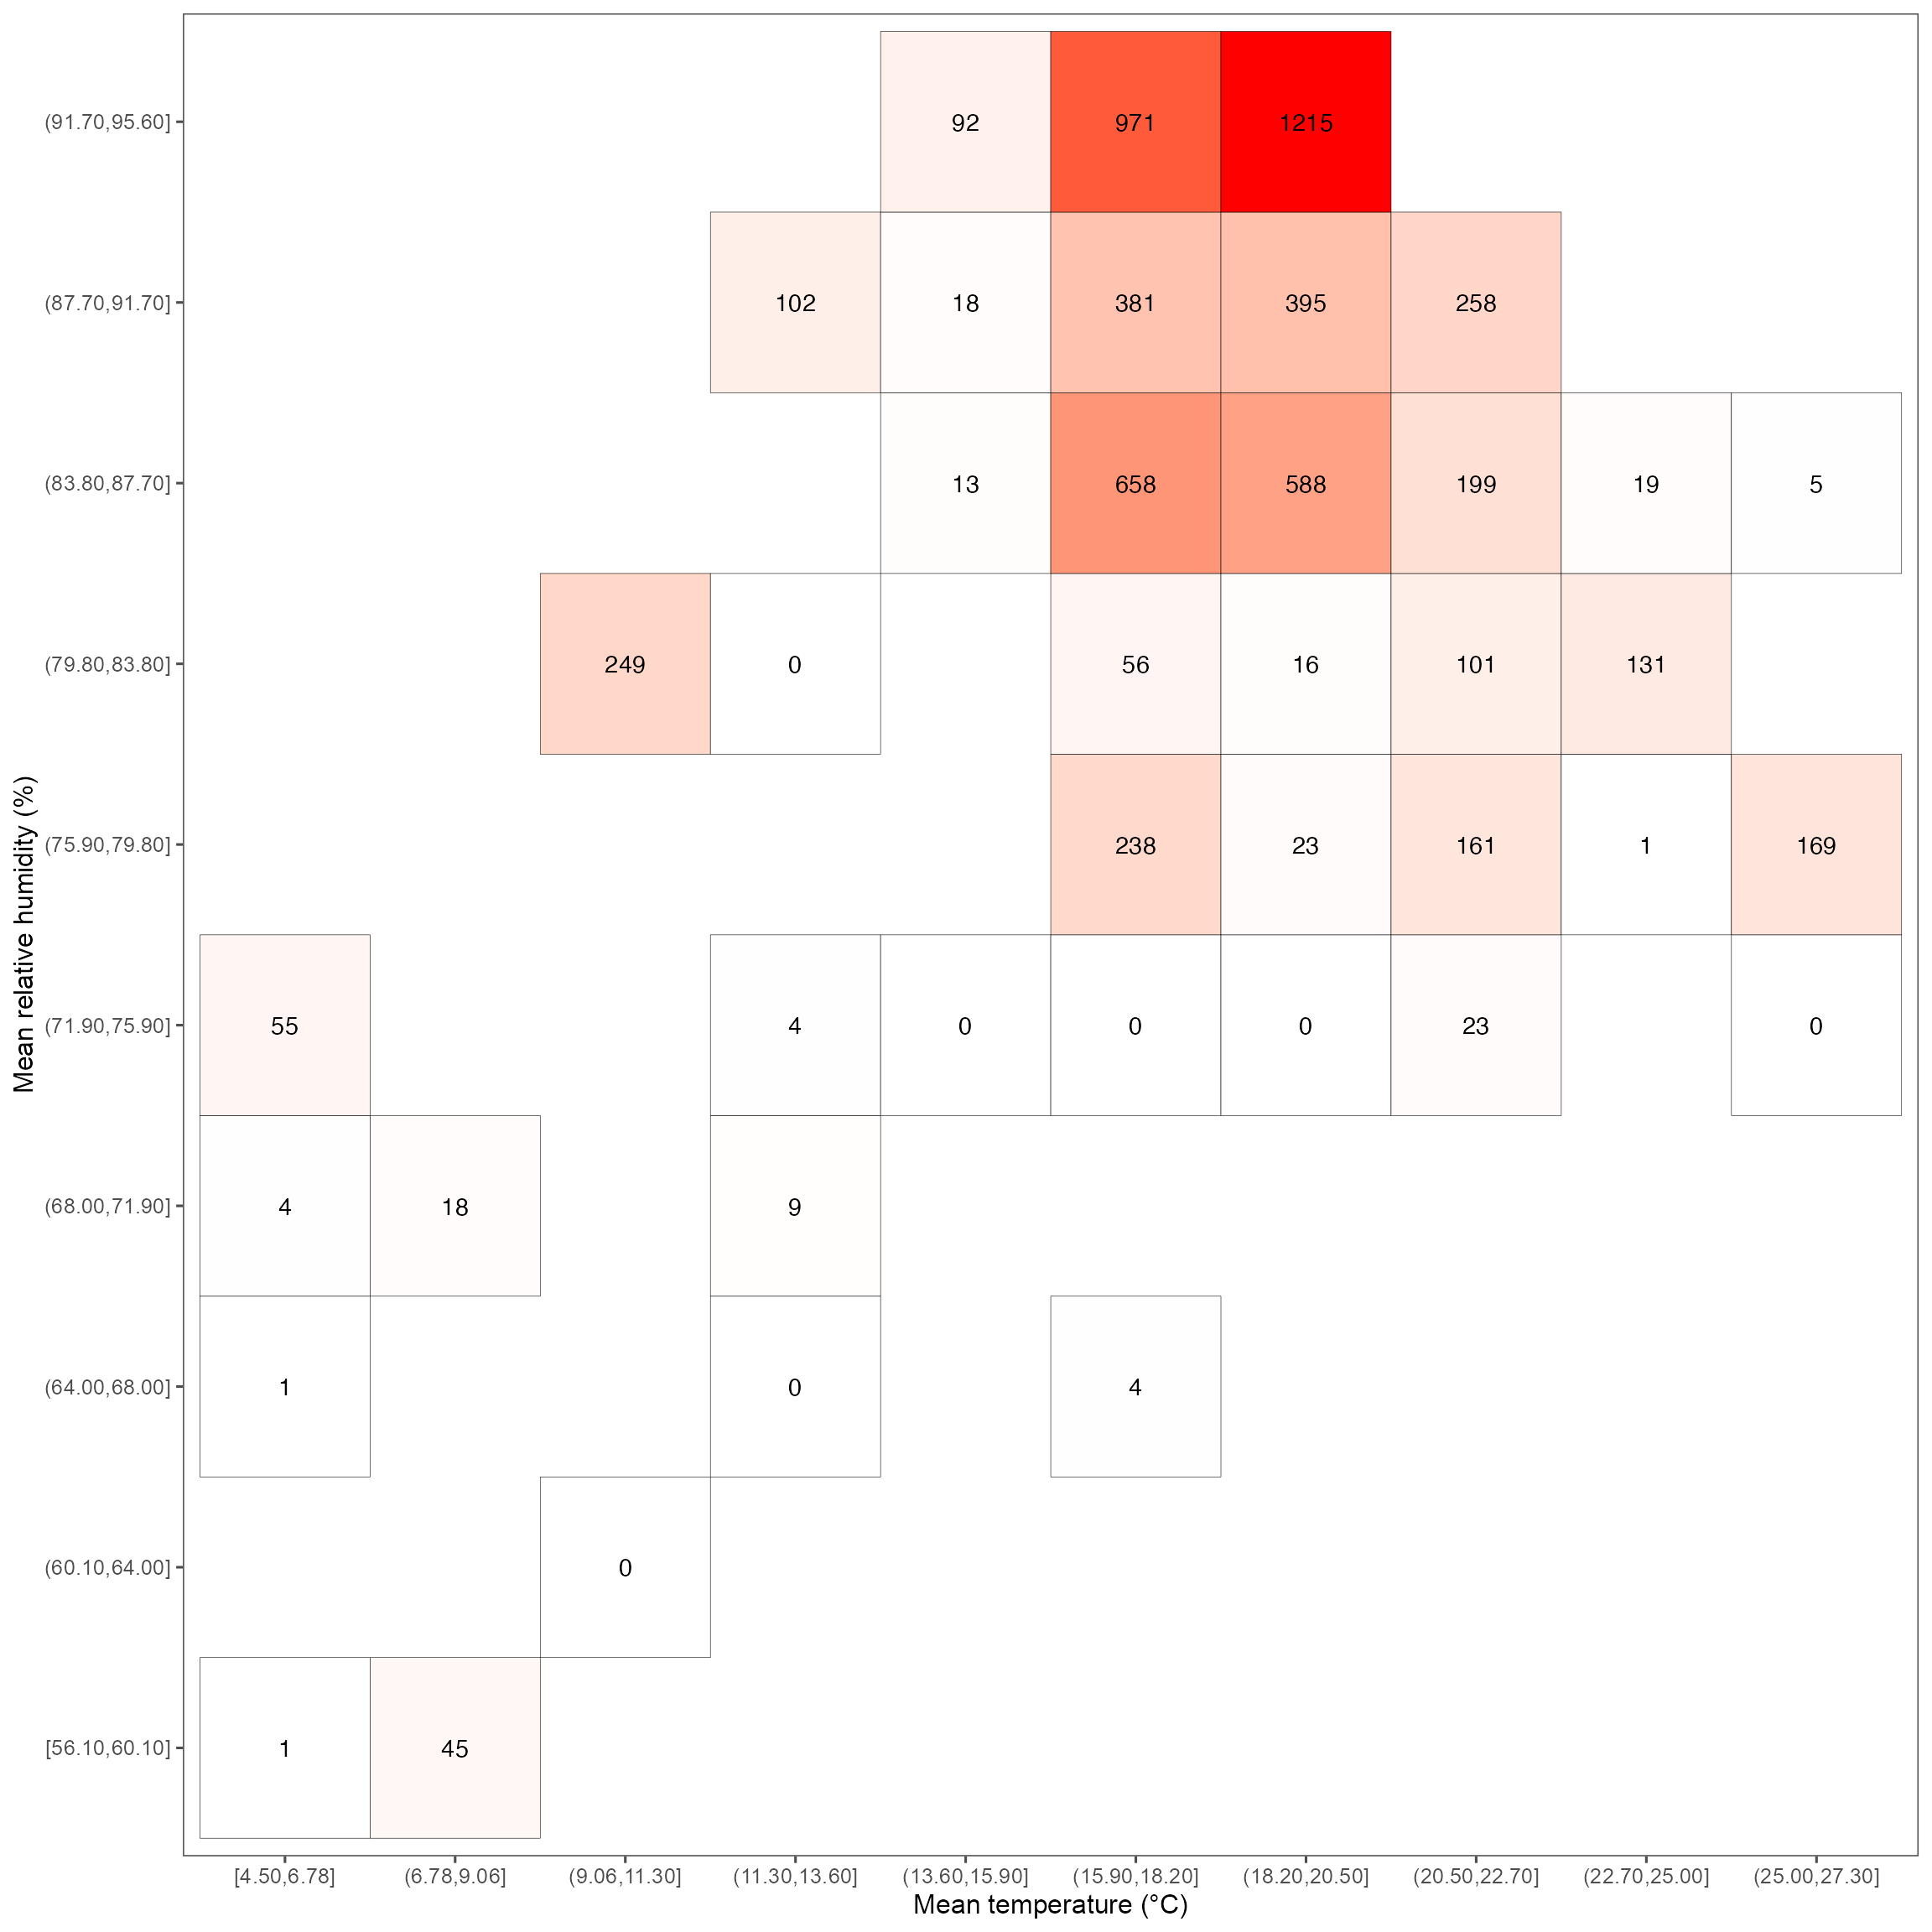 (91.70,95.60] 92 971 1215
(87.70,91.70] 102 18 381 395 258
(83.80,87.70] 13 658 588 199 19 5
(79.80,83.80] 249 0 56 16 101 131
(75.90,79.80] 238 23 161 1 169
(71.90,75.90] 55 4 0 0 0 23 0
(68.00,71.90] 4 18 9
(64.00,68.00] 1 0 4
(60.10,64.00] 0
[56.10,60.10] 1 45
Mean relative humidity (%)
[4.50,6.78] (6.78,9.06] (9.06,11.30] (11.30,13.60] (13.60,15.90] (15.90,18.20] (18.20,20.50] (20.50,22.70] (22.70,25.00] (25.00,27.30]
Mean temperature (°C)